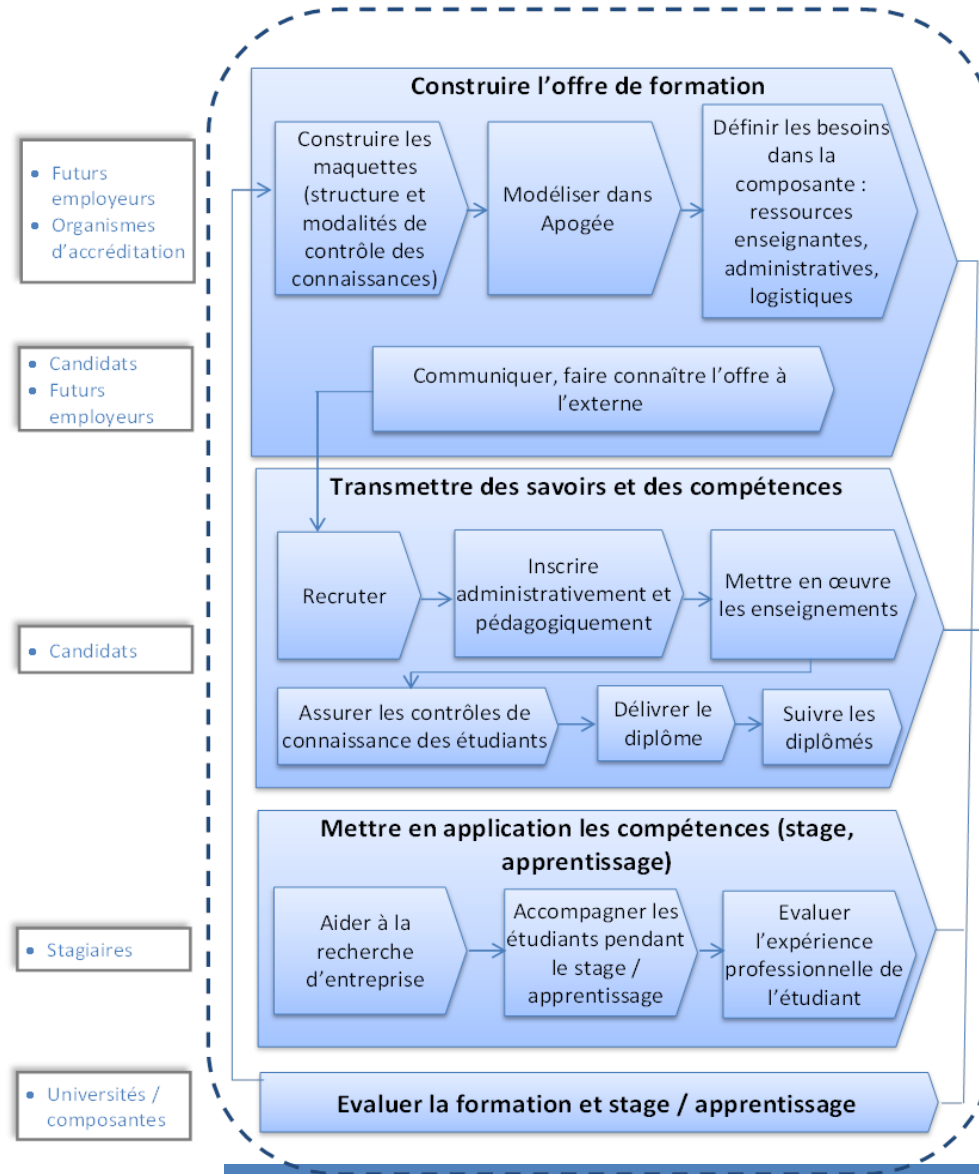 Construire l’offre de formation
• Futurs
employeurs
• Organismes
d’accréditation
Construire les
maquettes
(structure et
modalités de
contrôle des
connaissances)
Modéliser dans
Apogée
Définir les besoins
dans la
composante :
ressources
enseignantes,
administratives,
logistiques
• Candidats
• Futurs
employeurs
Communiquer, faire connaître l’offre à
l’externe
Transmettre des savoirs et des compétences
• Candidats
Recruter
Inscrire
administrativement et
pédagogiquement
Mettre en œuvre
les enseignements
Assurer les contrôles de
connaissance des étudiants
Délivrer le
diplôme
Suivre les
diplômés
Mettre en application les compétences (stage,
apprentissage)
• Stagiaires
Aider à la
recherche
d’entreprise
Accompagner les
étudiants pendant
le stage /
apprentissage
Evaluer
l’expérience
professionnelle de
l’étudiant
• Universités /
composantes
Evaluer la formation et stage / apprentissage